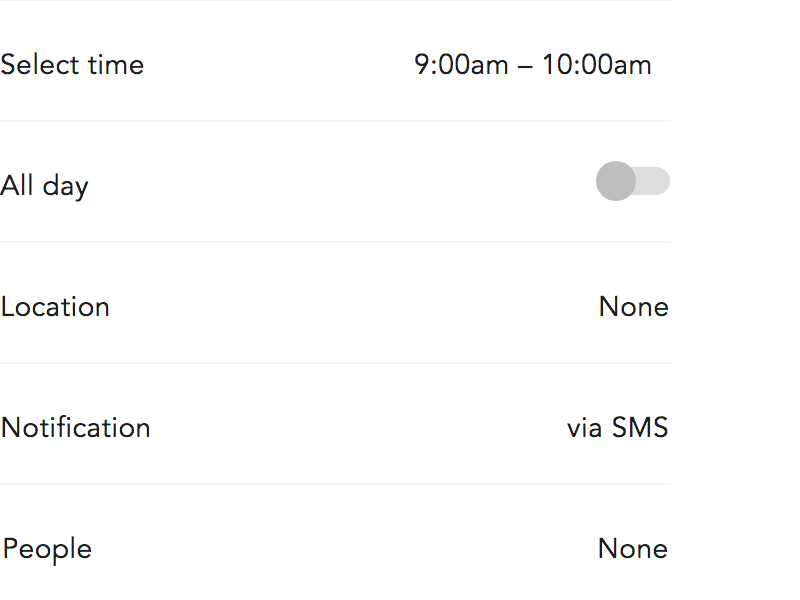 Select time 9:00am – 10:00am
All day
Location None
Notification via SMS
People None